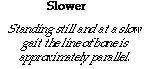 Slower
Standing still and at a slow
gait the line of bone is
approximately parallel.